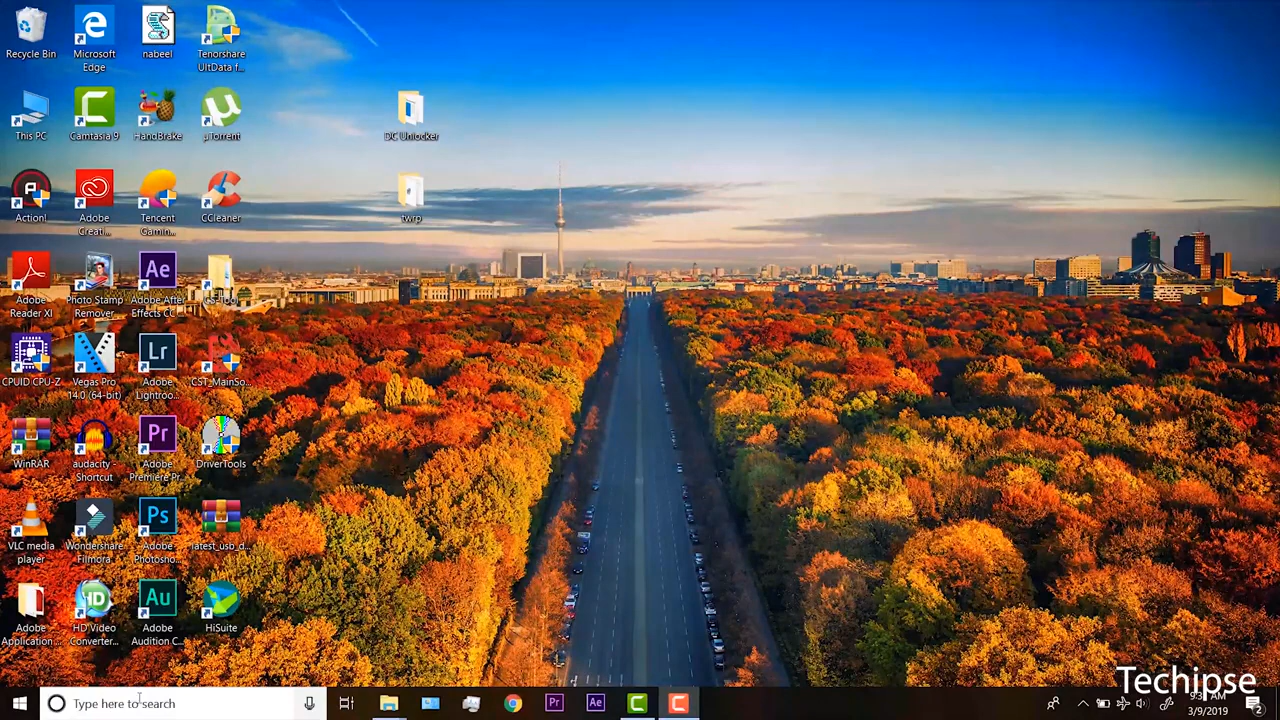 Recycle Bin
Microsoft
Edge
nabeel
Tenorshare
UltData f...
This PC
Camtasia 9
HandBrake
µTorrent
DC Unlocker
Action!
Adobe
Creati...
Tencent
Gamin...
CCleaner
twrp
Adobe
Reader XI
Photo Stamp
Remover
Adobe After
Effects CC...
CS-Tool
CPUID CPU-Z
Vegas Pro
14.0 (64-bit)
Adobe
Lightroo...
CST_MainSo...
WinRAR
audacity -
Shortcut
Adobe
Premiere Pr...
DriverTools
VLC media
player
Wondershare
Filmora
Adobe
Photosho...
latest_usb_d...
Adobe
Application ...
HD Video
Converter...
Adobe
Audition C...
HiSuite
Techipse
Type here to search
AM
3/9/2019